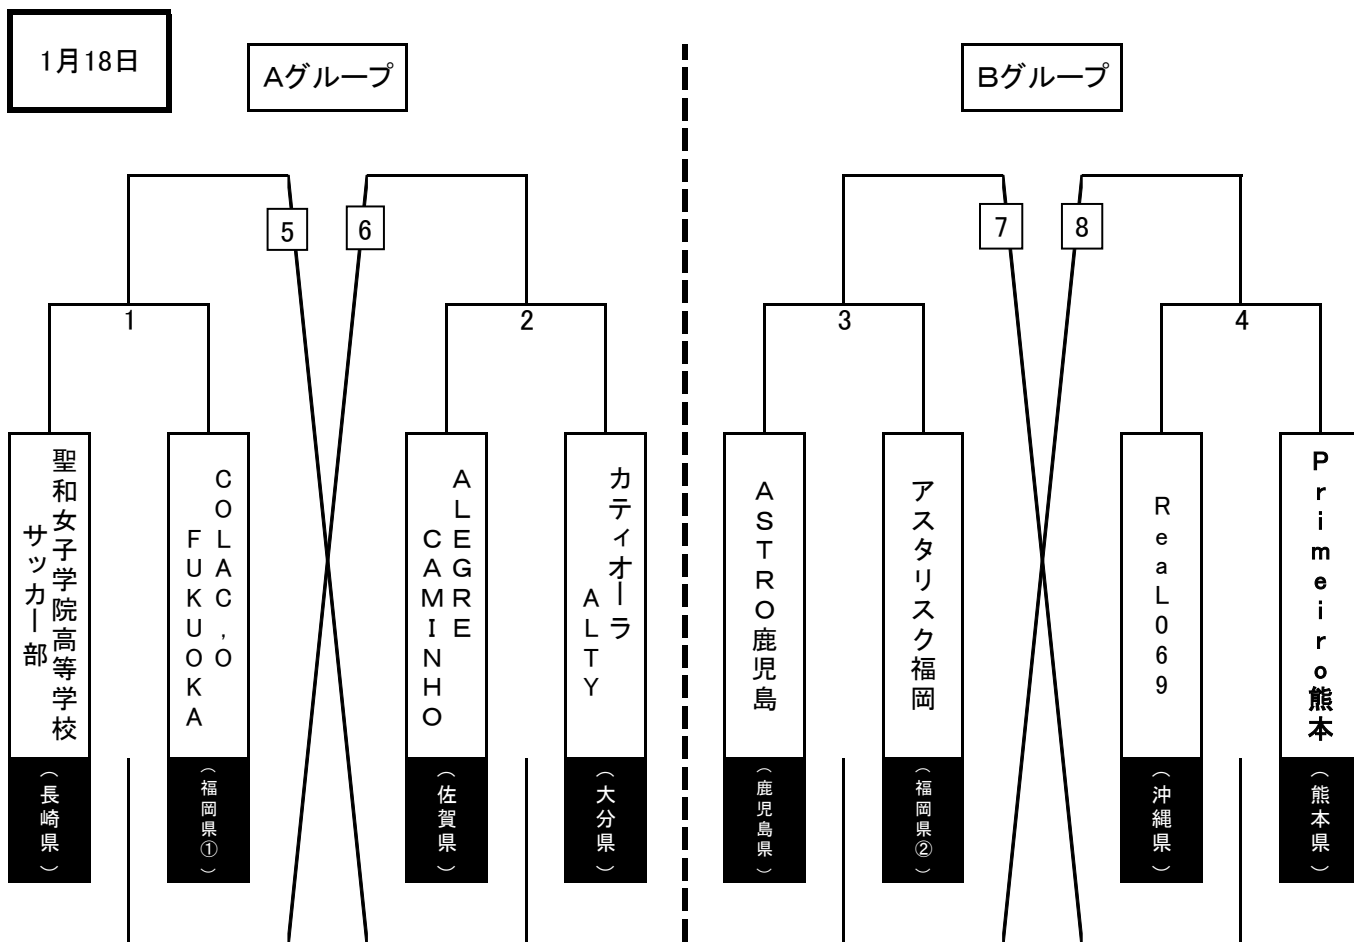 1月18日
Aグループ
Bグループ
5
6
7
8
1
2
3
4
聖和女子学院高等学校
サッカー部
COLAC,O
FUKUOKA
ALEGRE
CAMINHO
カティオーラ
ALTY
ASTRO鹿児島
アスタリスク福岡
ReaL069
Primeiro熊本
（長崎県）
（福岡県①）
（佐賀県）
（大分県）
（鹿児島県）
（福岡県②）
（沖縄県）
（熊本県）